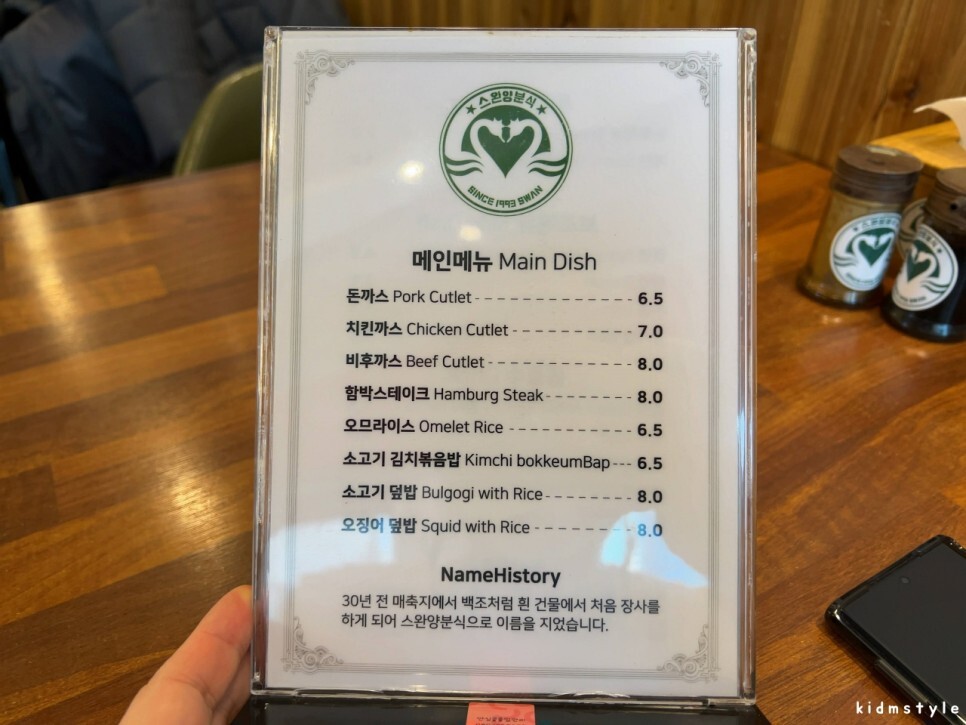 스완양분식
SINCE 1993 SWAN
메인메뉴 Main Dish
돈까스 Pork Cutlet 6.5
치킨까스 Chicken Cutlet 7.0
비후까스 Beef Cutlet 8.0
함박스테이크 Hamburg Steak 8.0
오므라이스 Omelet Rice 6.5
소고기 김치볶음밥 Kimchi bokkeumBap 6.5
소고기 덮밥 Bulgogi with Rice 8.0
오징어 덮밥 Squid with Rice 8.0
NameHistory
30년 전 매축지에서 백조처럼 흰 건물에서 처음 장사를
하게 되어 스완양분식으로 이름을 지었습니다.
kidmstyle